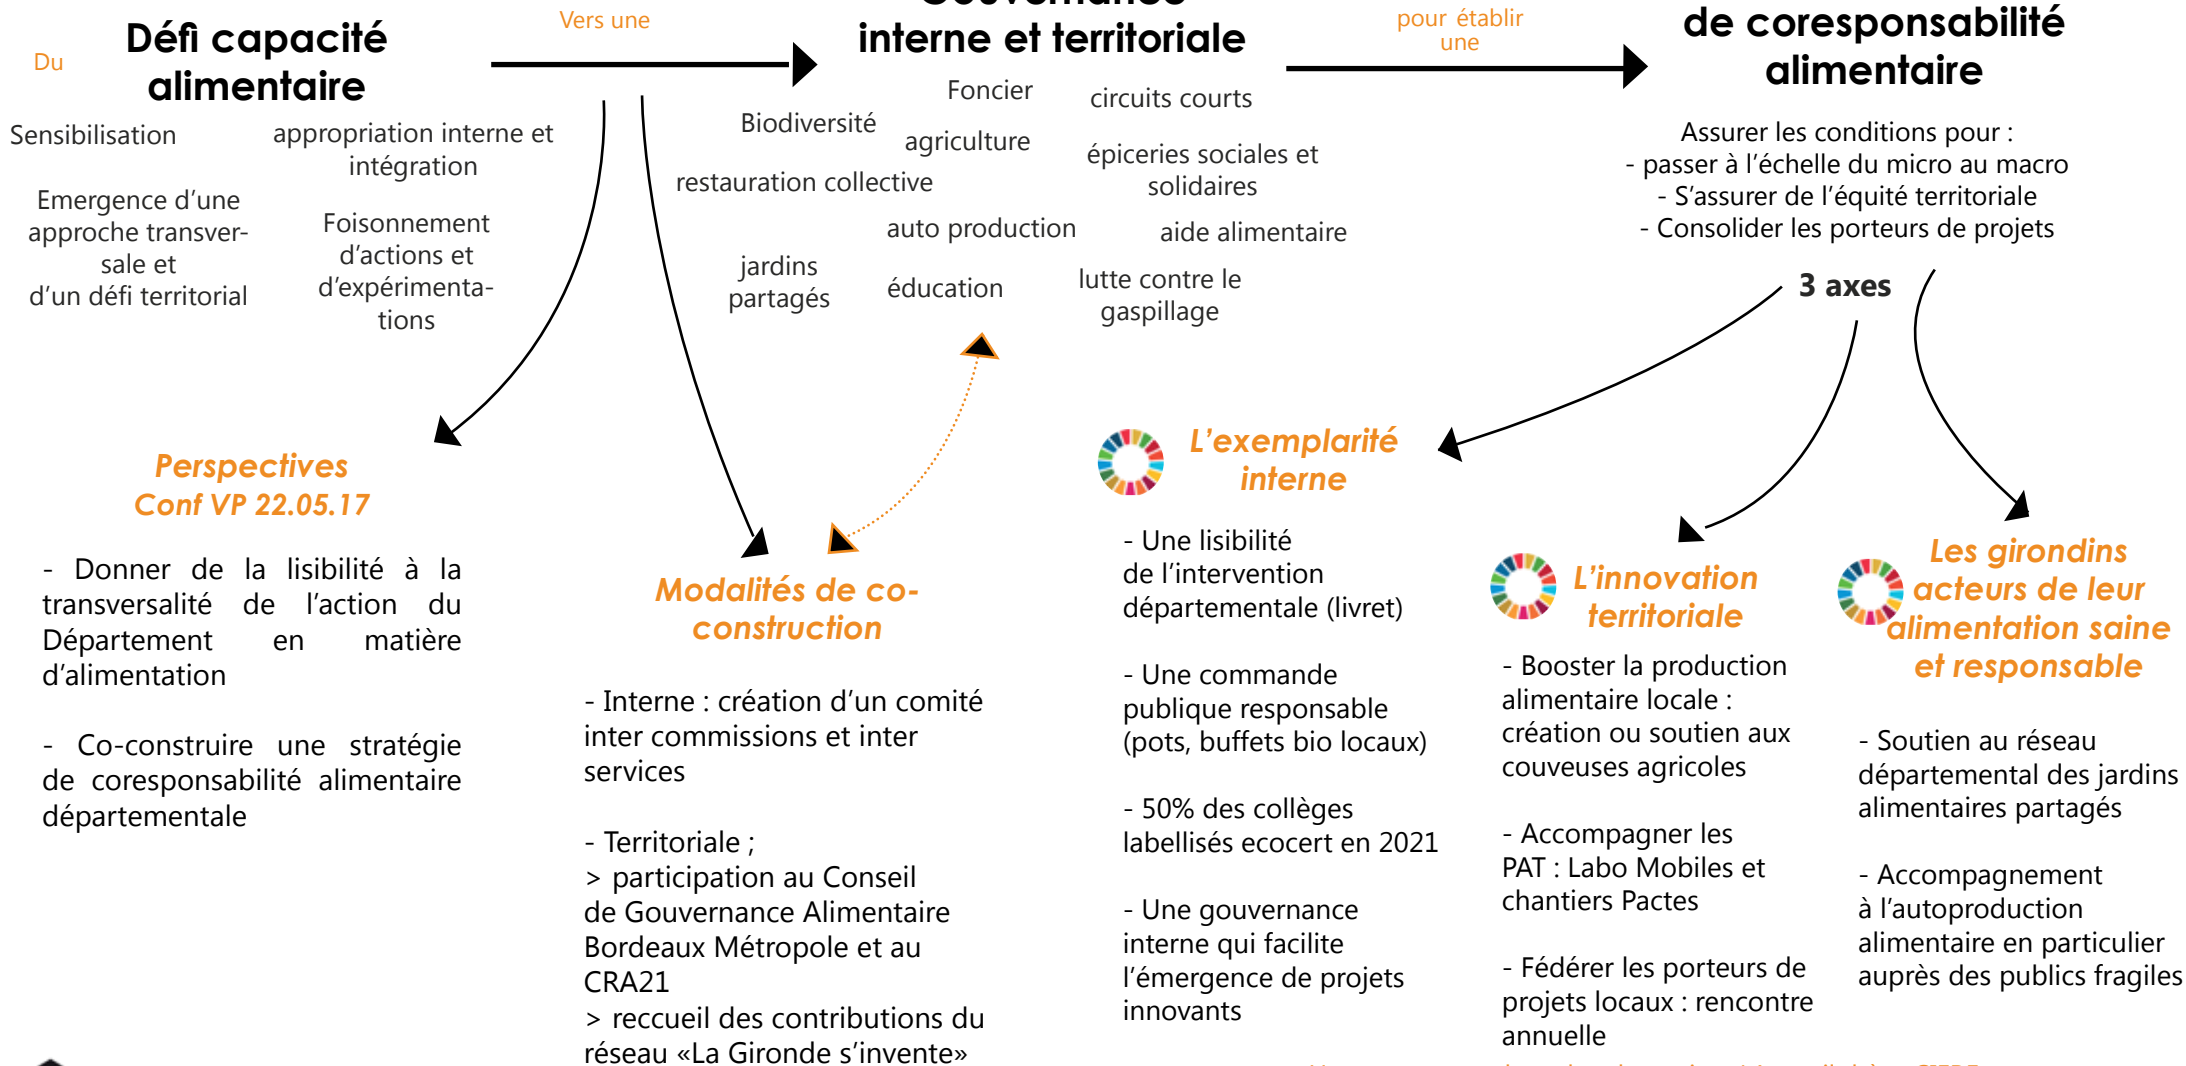 Du
Défi capacité
alimentaire
Vers une
Gouvernance
interne et territoriale
pour établir
une
de coresponsabilité
alimentaire
Sensibilisation
appropriation interne et
intégration
Emergence d'une
approche transver-
sale et
d'un défi territorial
Foisonnement
d'actions et
d'expérimenta-
tions
Foncier
circuits courts
Biodiversité
agriculture
épiceries sociales et
solidaires
restauration collective
auto production
aide alimentaire
jardins
partagés
éducation
lutte contre le
gaspillage
Assurer les conditions pour :
- passer à l'échelle du micro au macro
- S'assurer de l'équité territoriale
- Consolider les porteurs de projets
3 axes
Perspectives
Conf VP 22.05.17
- Donner de la lisibilité à la
transversalité de l'action du
Département en matière
d'alimentation
- Co-construire une stratégie
de coresponsabilité alimentaire
départementale
Modalités de co-
construction
- Interne : création d'un comité
inter commissions et inter
services
- Territoriale ;
> participation au Conseil
de Gouvernance Alimentaire
Bordeaux Métropole et au
CRA21
> reccueil des contributions du
réseau «La Gironde s'invente»
L'exemplarité
interne
- Une lisibilité
de l'intervention
départementale (livret)
- Une commande
publique responsable
(pots, buffets bio locaux)
- 50% des collèges
labellisés ecocert en 2021
- Une gouvernance
interne qui facilite
l'émergence de projets
innovants
L'innovation
territoriale
- Booster la production
alimentaire locale :
création ou soutien aux
couveuses agricoles
- Accompagner les
PAT : Labo Mobiles et
chantiers Pactes
- Fédérer les porteurs de
projets locaux : rencontre
annuelle
Les girondins
acteurs de leur
alimentation saine
et responsable
- Soutien au réseau
départemental des jardins
alimentaires partagés
- Accompagnement
à l'autoproduction
alimentaire en particulier
auprès des publics fragiles